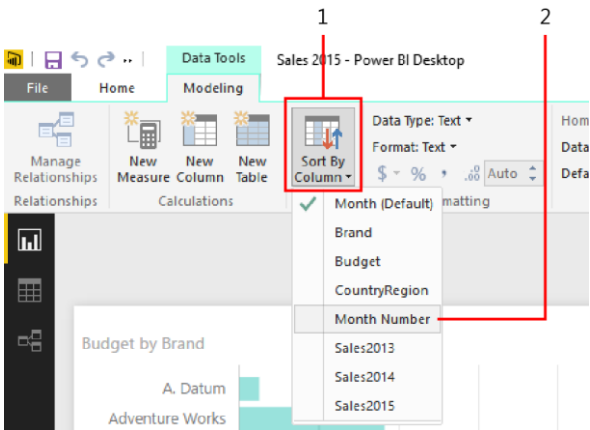 1 2
Data Tools Sales 2015 - Power BI Desktop
File Home Modeling
Manage Relationships
New Measure
New Column
New Table
Sort By Column
Data Type: Text
Format: Text
$ % , .00 Auto
Hom
Data
Defa
Relationships Calculations matting
Month (Default)
Brand
Budget
CountryRegion
Month Number
Sales2013
Sales2014
Sales2015
Budget by Brand
A. Datum
Adventure Works